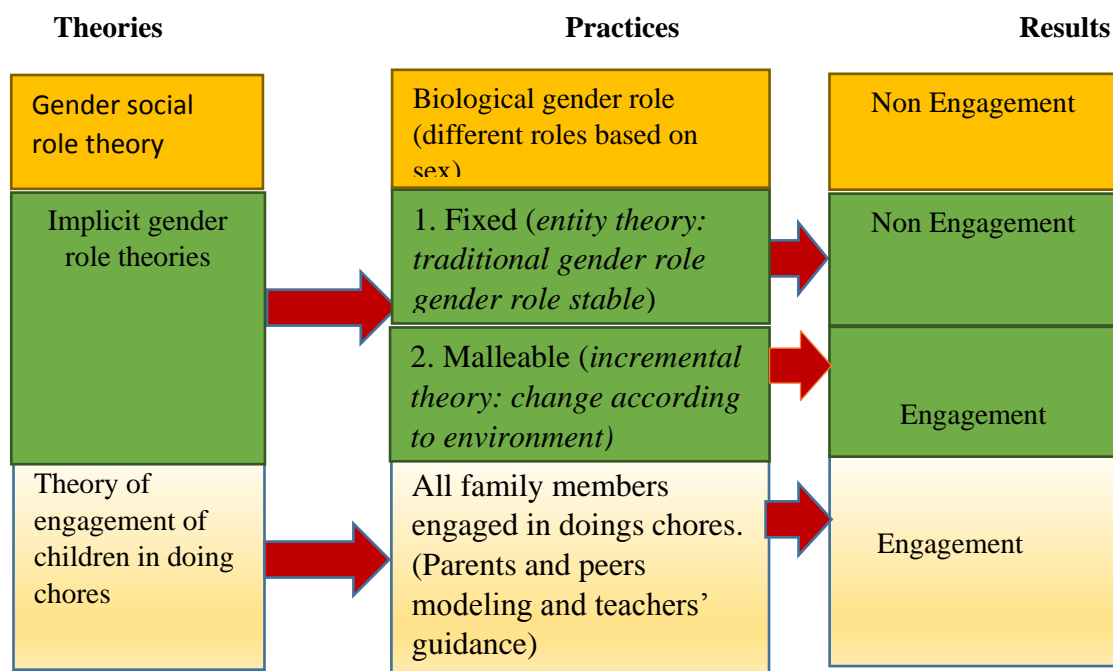 Theories
Practices
Results
Gender social
role theory
Biological gender role
(different roles based on
sex)
Non Engagement
Implicit gender
role theories
1. Fixed (entity theory:
traditional gender role
gender role stable)
Non Engagement
2. Malleable (incremental
theory: change according
to environment)
Engagement
Theory of
engagement of
children in doing
chores
All family members
engaged in doings chores.
(Parents and peers
modeling and teachers’
guidance)
Engagement